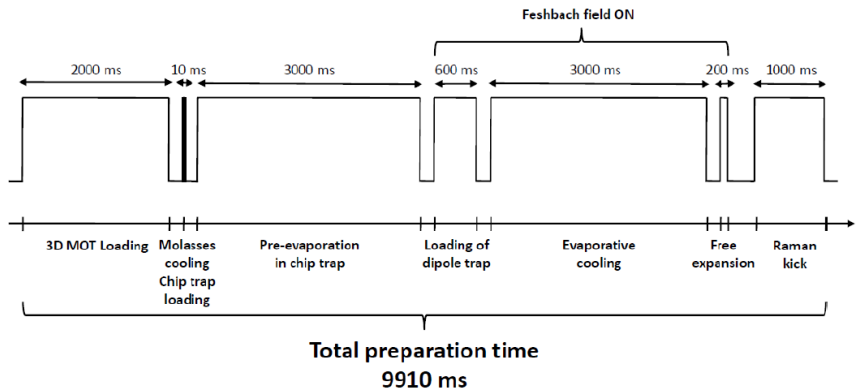 Feshbach field ON
2000 ms
10 ms
3000 ms
600 ms
3000 ms
200 ms
1000 ms
3D MOT Loading
Molasses
cooling
Chip trap
loading
Pre-evaporation
in chip trap
Loading of
dipole trap
Evaporative
cooling
Free
expansion
Raman
kick
Total preparation time
9910 ms